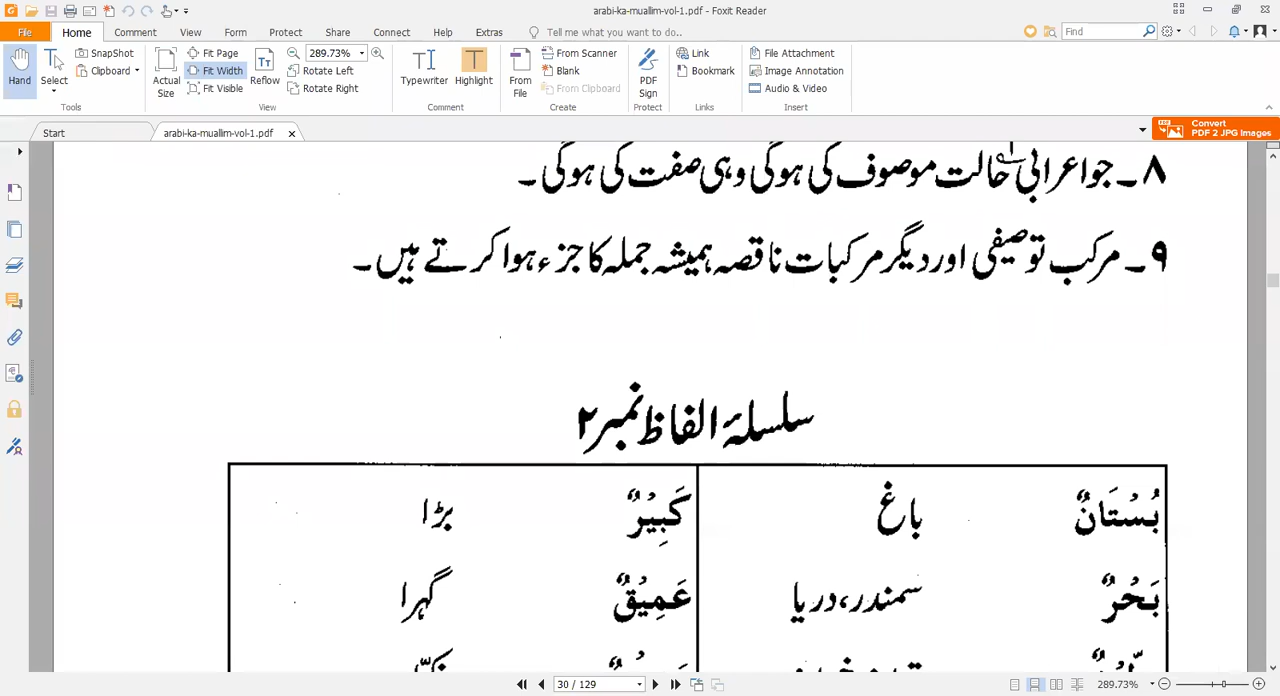 arabi-ka-muallim-vol-1.pdf - Foxit Reader
File Home Comment View Form Protect Share Connect Help Extras Tell me what you want to do.. Find
Hand Select SnapShot Clipboard Actual Size Fit Page Fit Width Fit Visible Reflow 289.73% Rotate Left Rotate Right Typewriter Highlight From File From Scanner Blank From Clipboard PDF Sign Link Bookmark File Attachment Image Annotation Audio & Video
Tools View Comment Create Protect Links Insert
Start arabi-ka-muallim-vol-1.pdf Convert PDF 2 JPG Images
۸۔ جو اعرابی حالت موصوف کی ہوگی وہی صفت کی ہوگی۔
۹۔ مرکب توصیفی اور دیگر مرکبات ناقصہ ہمیشہ جملہ کا جزء ہوا کرتے ہیں۔
سلسلۂ الفاظ نمبر ۲
بُسْتَانٌ باغ كَبِيْرٌ بڑا
بَحْرٌ سمندر، دریا عَمِيْقٌ گہرا
30 / 129 289.73%